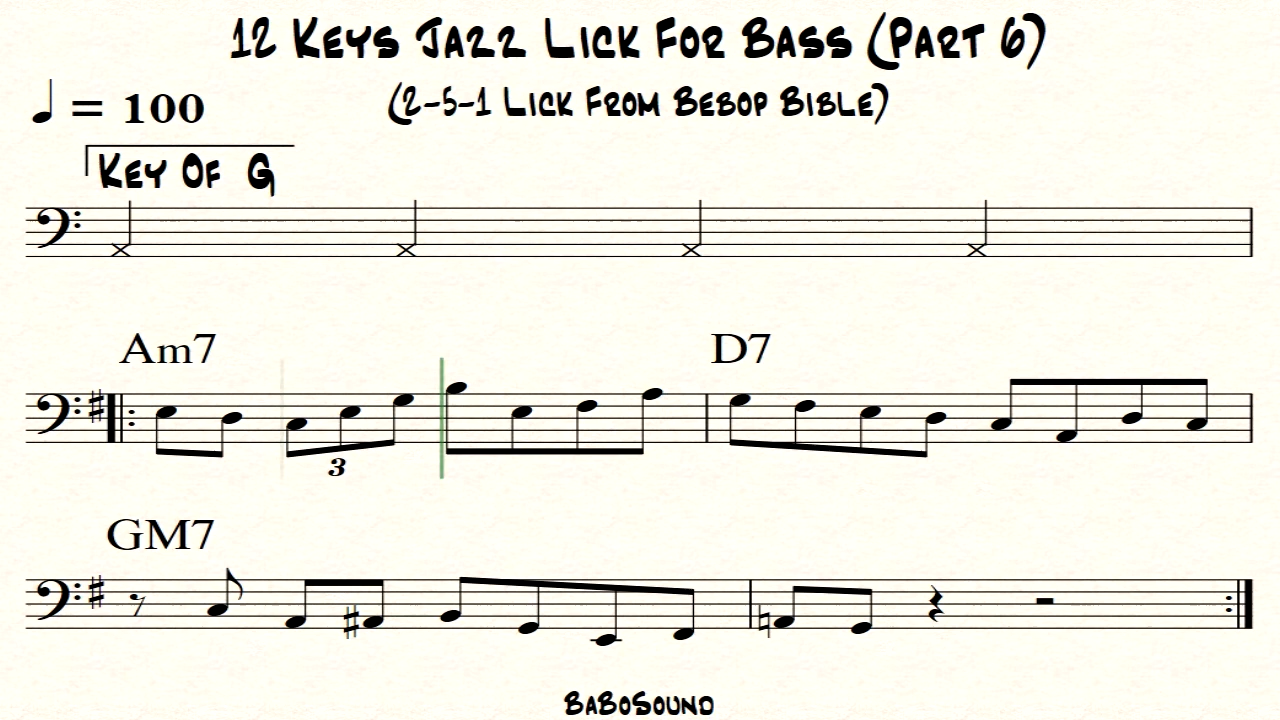 12 Keys Jazz Lick For Bass (Part 6)
= 100
(2-5-1 Lick From Bebop Bible)
Key Of G
Am7
D7
3
GM7
BaBoSound